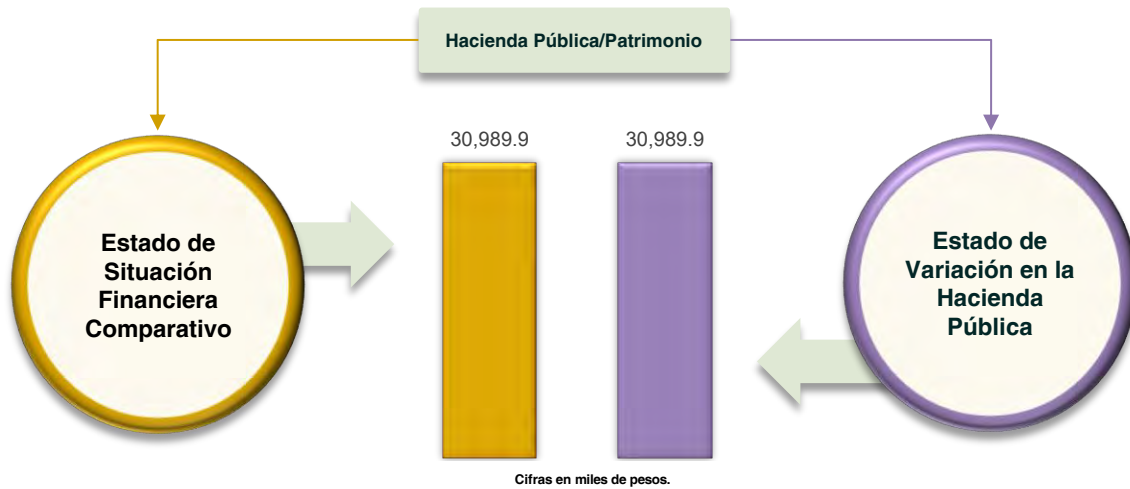 Hacienda Pública/Patrimonio
30,989.9
30,989.9
Estado de
Situación
Financiera
Comparativo
Estado de
Variación en la
Hacienda
Pública
Cifras en miles de pesos.